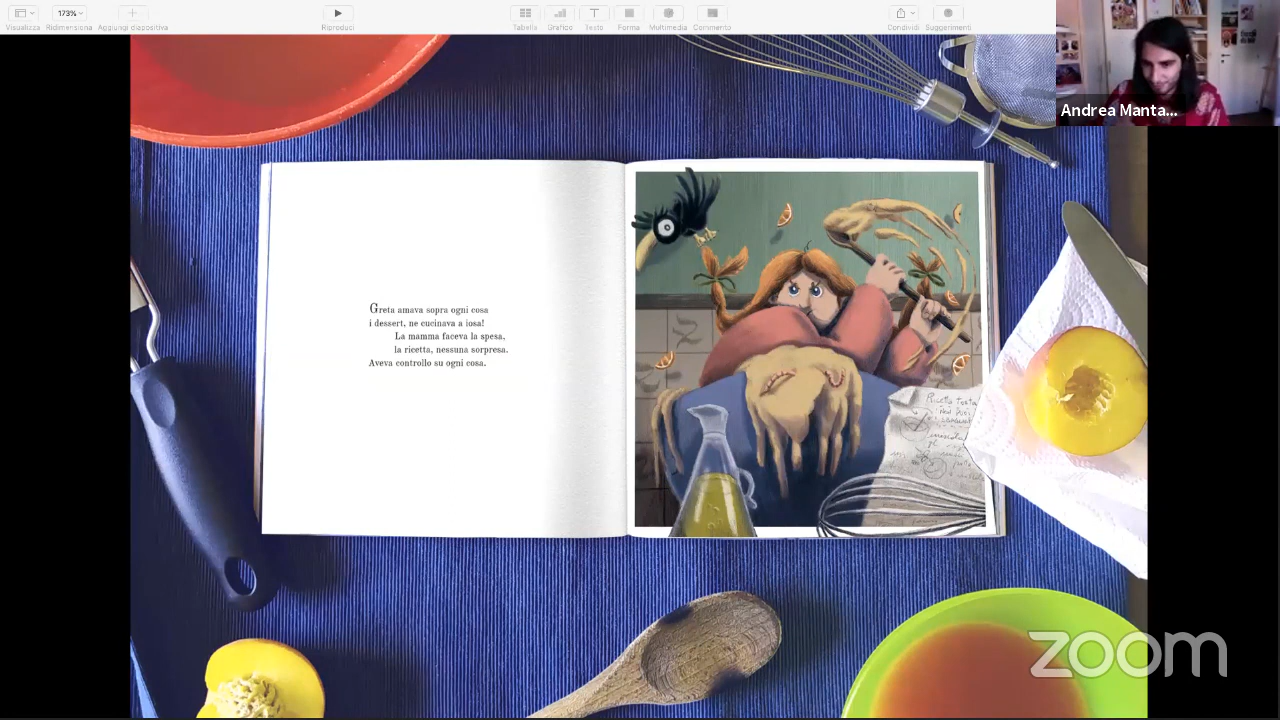 Visualizza
173%
Ridimensiona
Aggiungi diapositiva
Riproduci
Tabella
Grafico
Testo
Forma
Multimedia
Commento
Condividi
Suggerimenti
Andrea Manta...
Greta amava sopra ogni cosa
i dessert, ne cucinava a iosa!
La mamma faceva la spesa,
la ricetta, nessuna sorpresa.
Aveva controllo su ogni cosa.
Ricetta torta
zoom